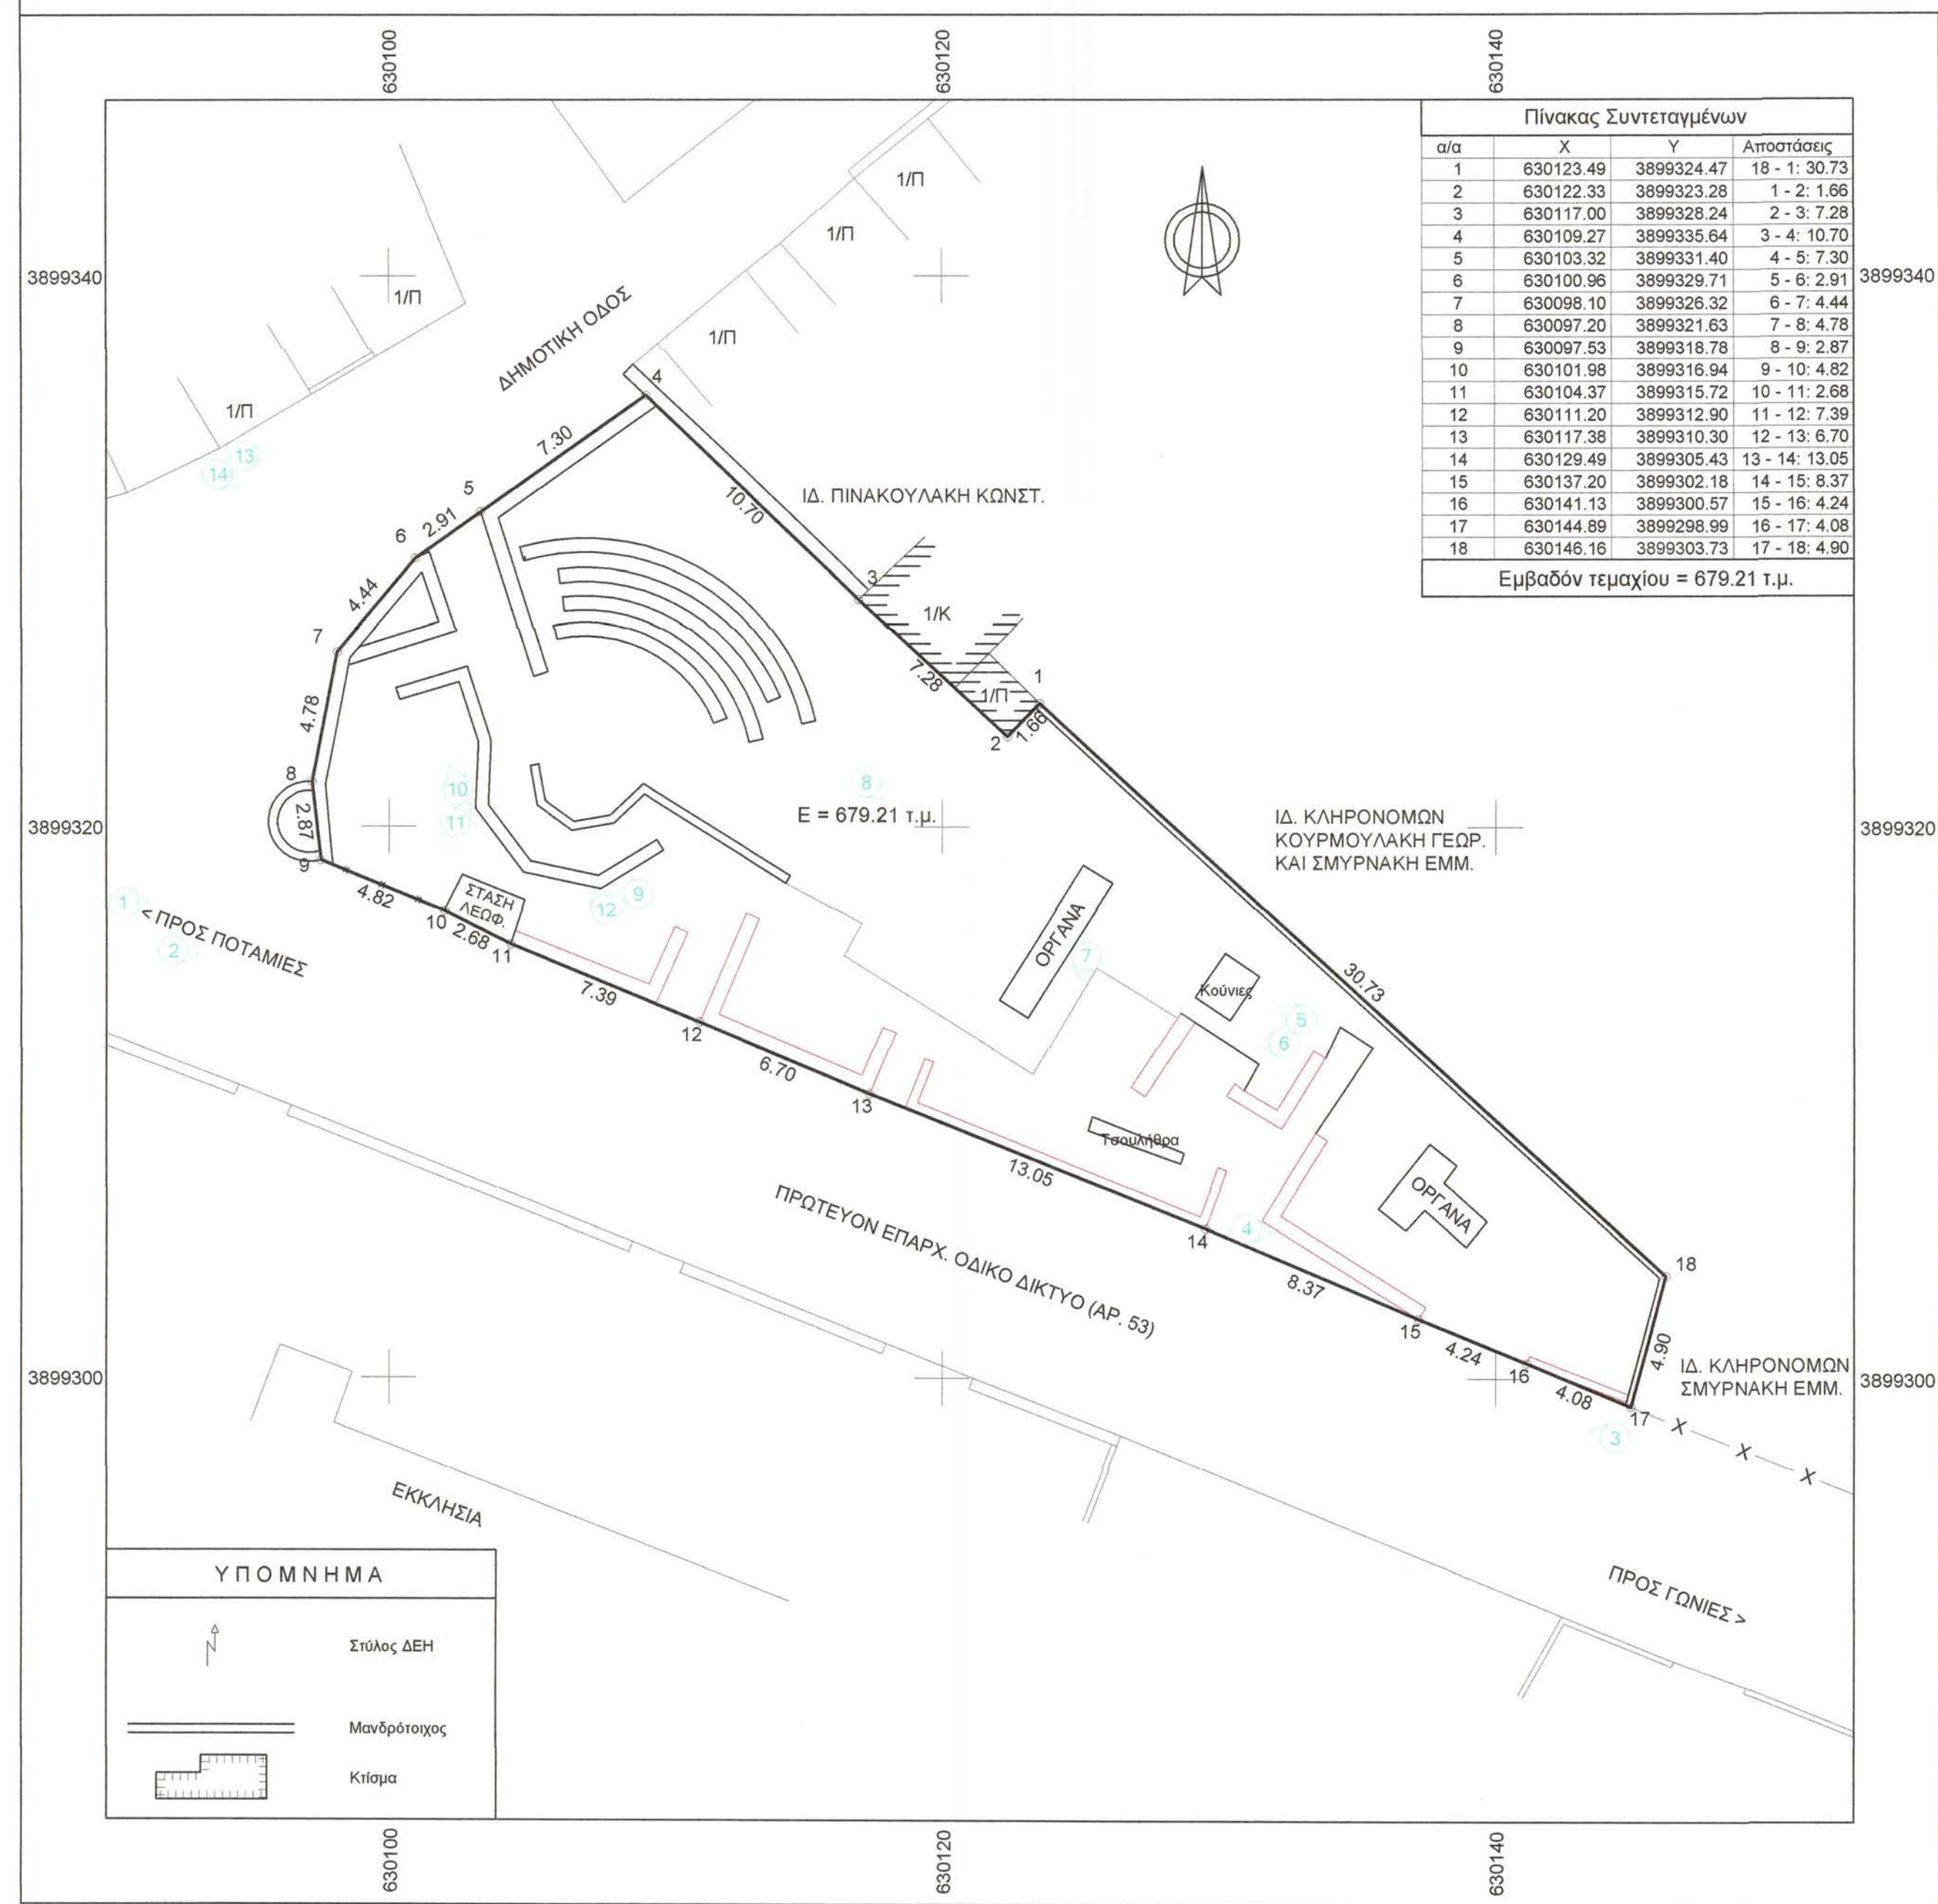 630100
630120
630140
Πίνακας Συντεταγμένων
α/α X Y Αποστάσεις
1 630123.49 3899324.47 18 - 1: 30.73
2 630122.33 3899323.28 1 - 2: 1.66
3 630117.00 3899328.24 2 - 3: 7.28
4 630109.27 3899335.64 3 - 4: 10.70
5 630103.32 3899331.40 4 - 5: 7.30
6 630100.96 3899329.71 5 - 6: 2.91
7 630098.10 3899326.32 6 - 7: 4.44
8 630097.20 3899321.63 7 - 8: 4.78
9 630097.53 3899318.78 8 - 9: 2.87
10 630101.98 3899316.94 9 - 10: 4.82
11 630104.37 3899315.72 10 - 11: 2.68
12 630111.20 3899312.90 11 - 12: 7.39
13 630117.38 3899310.30 12 - 13: 6.70
14 630129.49 3899305.43 13 - 14: 13.05
15 630137.20 3899302.18 14 - 15: 8.37
16 630141.13 3899300.57 15 - 16: 4.24
17 630144.89 3899298.99 16 - 17: 4.08
18 630146.16 3899303.73 17 - 18: 4.90
Εμβαδόν τεμαχίου = 679.21 τ.μ.
1/Π
1/Π
3899340
3899340
1/Π
ΔΗΜΟΤΙΚΗ ΟΔΟΣ
1/Π
4
1/Π
7.30
13
14
5
10.70
ΙΔ. ΠΙΝΑΚΟΥΛΑΚΗ ΚΩΝΣΤ.
2.91
6
3
4.44
1/Κ
7
7.28
1
1/Π
4.78
1.66
2
8
10
8
2.87
11
Ε = 679.21 τ.μ.
3899320
3899320
ΙΔ. ΚΛΗΡΟΝΟΜΩΝ
ΚΟΥΡΜΟΥΛΑΚΗ ΓΕΩΡ.
ΚΑΙ ΣΜΥΡΝΑΚΗ ΕΜΜ.
9
4.82
ΣΤΑΣΗ
ΛΕΩΦ.
9
12
1
< ΠΡΟΣ ΠΟΤΑΜΙΕΣ
2
10
2.68
11
ΟΡΓΑΝΑ
7
7.39
Κούνιες
30.73
5
6
12
6.70
13
Τσουλήθρα
13.05
ΟΡΓΑΝΑ
ΠΡΩΤΕΥΟΝ ΕΠΑΡΧ. ΟΔΙΚΟ ΔΙΚΤΥΟ (ΑΡ. 53)
14
4
18
8.37
15
4.24
4.90
16
4.08
ΙΔ. ΚΛΗΡΟΝΟΜΩΝ
ΣΜΥΡΝΑΚΗ ΕΜΜ.
3899300
3899300
17
X
X
X
3
ΕΚΚΛΗΣΙΑ
ΠΡΟΣ ΓΩΝΙΕΣ >
ΥΠΟΜΝΗΜΑ
Στύλος ΔΕΗ
Μανδρότοιχος
Κτίσμα
630100
630120
630140